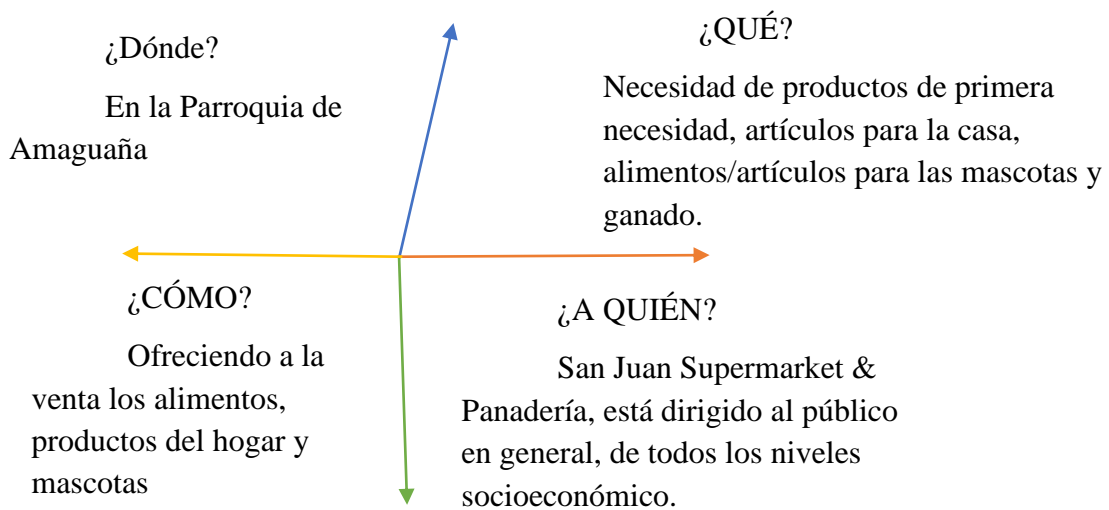 ¿Dónde?
En la Parroquia de
Amaguaña
¿QUÉ?
Necesidad de productos de primera
necesidad, artículos para la casa,
alimentos/artículos para las mascotas y
ganado.
¿CÓMO?
Ofreciendo a la
venta los alimentos,
productos del hogar y
mascotas
¿A QUIÉN?
San Juan Supermarket &
Panadería, está dirigido al público
en general, de todos los niveles
socioeconómico.